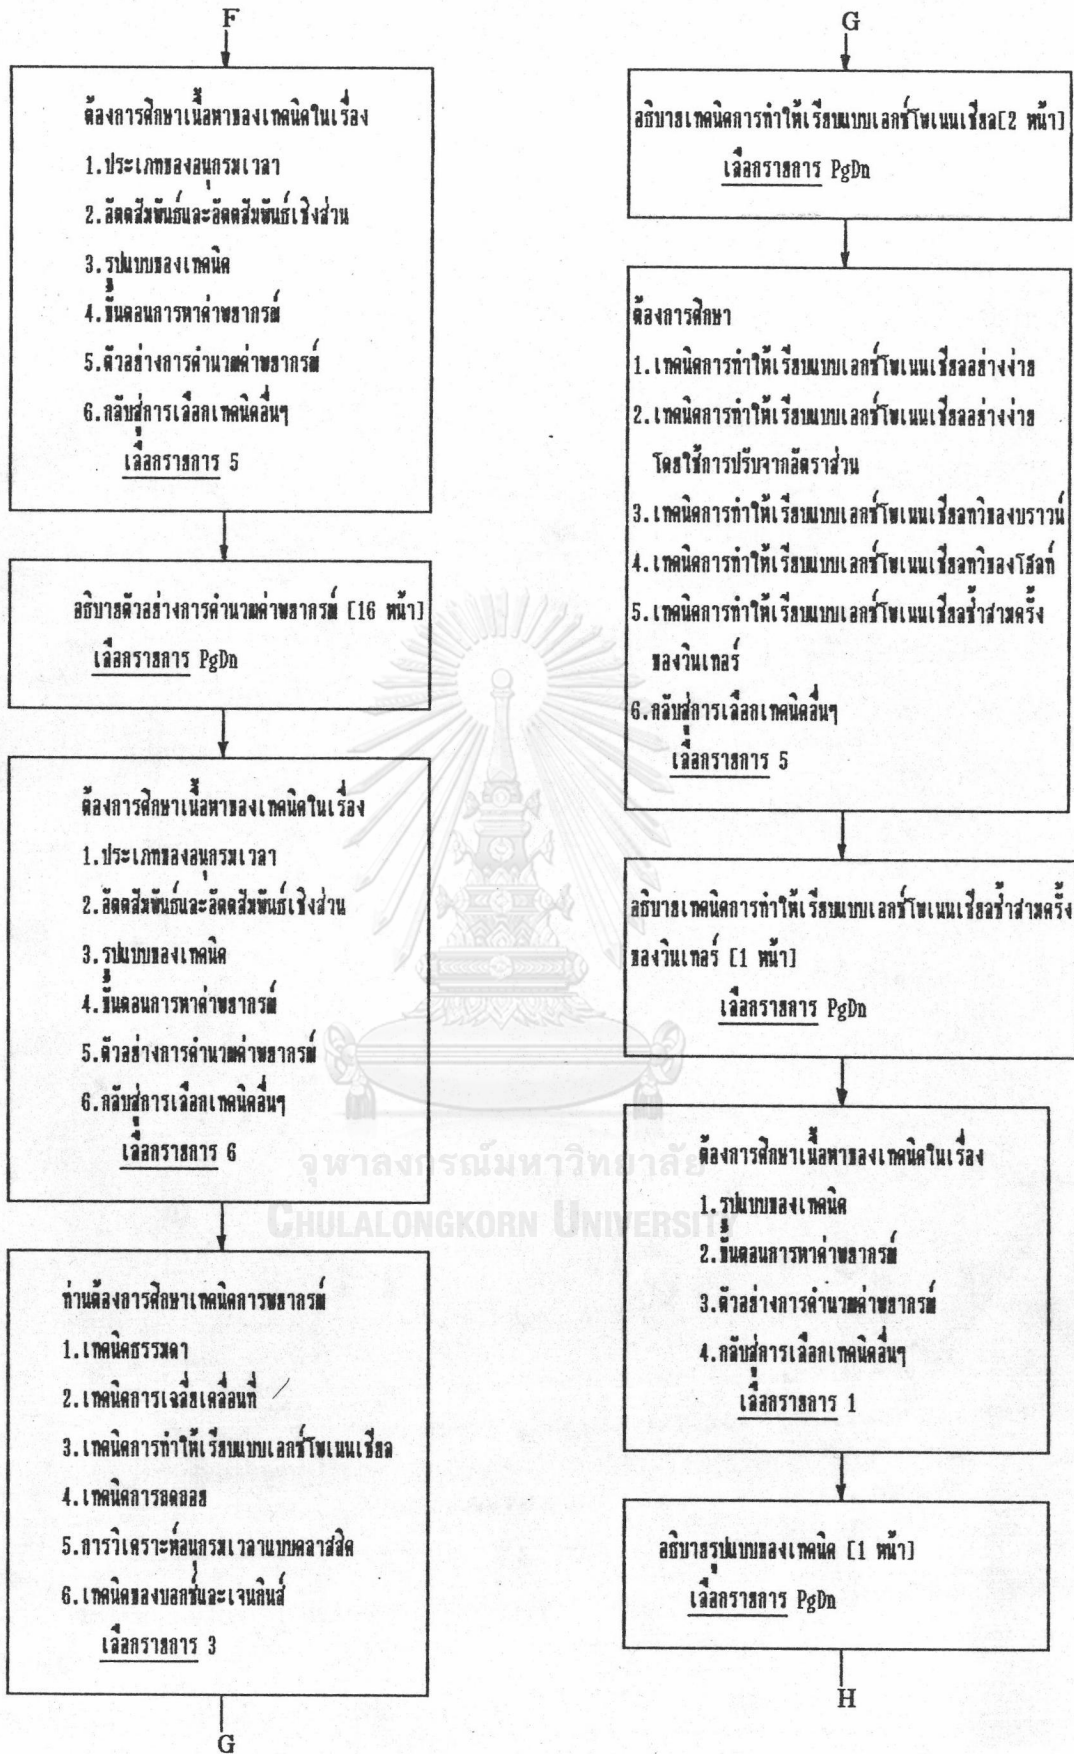 F
ต้องการศึกษาเนื้อหาของเทคนิคในเรื่อง
1.ประเภทของอนุกรมเวลา
2.อัตตสัมพันธ์และอัตตสัมพันธ์เชิงส่วน
3.รูปแบบของเทคนิค
4.ขั้นตอนการหาค่าพยากรณ์
5.ตัวอย่างการคำนวณค่าพยากรณ์
6.กลับสู่การเลือกเทคนิคอื่นๆ
เลือกรายการ 5
อธิบายตัวอย่างการคำนวณค่าพยากรณ์ [16 หน้า]
เลือกรายการ PgDn
ต้องการศึกษาเนื้อหาของเทคนิคในเรื่อง
1.ประเภทของอนุกรมเวลา
2.อัตตสัมพันธ์และอัตตสัมพันธ์เชิงส่วน
3.รูปแบบของเทคนิค
4.ขั้นตอนการหาค่าพยากรณ์
5.ตัวอย่างการคำนวณค่าพยากรณ์
6.กลับสู่การเลือกเทคนิคอื่นๆ
เลือกรายการ 6
ท่านต้องการศึกษาเทคนิคการพยากรณ์
1.เทคนิคธรรมดา
2.เทคนิคการเฉลี่ยเคลื่อนที่
3.เทคนิคการทำให้เรียบแบบเอกซ์โพเนนเชียล
4.เทคนิคการถดถอย
5.การวิเคราะห์อนุกรมเวลาแบบคลาสสิค
6.เทคนิคของบอกซ์และเจนกินส์
เลือกรายการ 3
G
G
อธิบายเทคนิคการทำให้เรียบแบบเอกซ์โพเนนเชียล[2 หน้า]
เลือกรายการ PgDn
ต้องการศึกษา
1.เทคนิคการทำให้เรียบแบบเอกซ์โพเนนเชียลอย่างง่าย
2.เทคนิคการทำให้เรียบแบบเอกซ์โพเนนเชียลอย่างง่าย
โดยใช้การปรับจากอัตราส่วน
3.เทคนิคการทำให้เรียบแบบเอกซ์โพเนนเชียลทวิของบราวน์
4.เทคนิคการทำให้เรียบแบบเอกซ์โพเนนเชียลทวิของโฮลท์
5.เทคนิคการทำให้เรียบแบบเอกซ์โพเนนเชียลซ้ำสามครั้ง
ของวินเทอร์
6.กลับสู่การเลือกเทคนิคอื่นๆ
เลือกรายการ 5
อธิบายเทคนิคการทำให้เรียบแบบเอกซ์โพเนนเชียลซ้ำสามครั้ง
ของวินเทอร์ [1 หน้า]
เลือกรายการ PgDn
ต้องการศึกษาเนื้อหาของเทคนิคในเรื่อง
1.รูปแบบของเทคนิค
2.ขั้นตอนการหาค่าพยากรณ์
3.ตัวอย่างการคำนวณค่าพยากรณ์
4.กลับสู่การเลือกเทคนิคอื่นๆ
เลือกรายการ 1
อธิบายรูปแบบของเทคนิค [1 หน้า]
เลือกรายการ PgDn
H
จุฬาลงกรณ์มหาวิทยาลัย
CHULALONGKORN UNIVERSITY